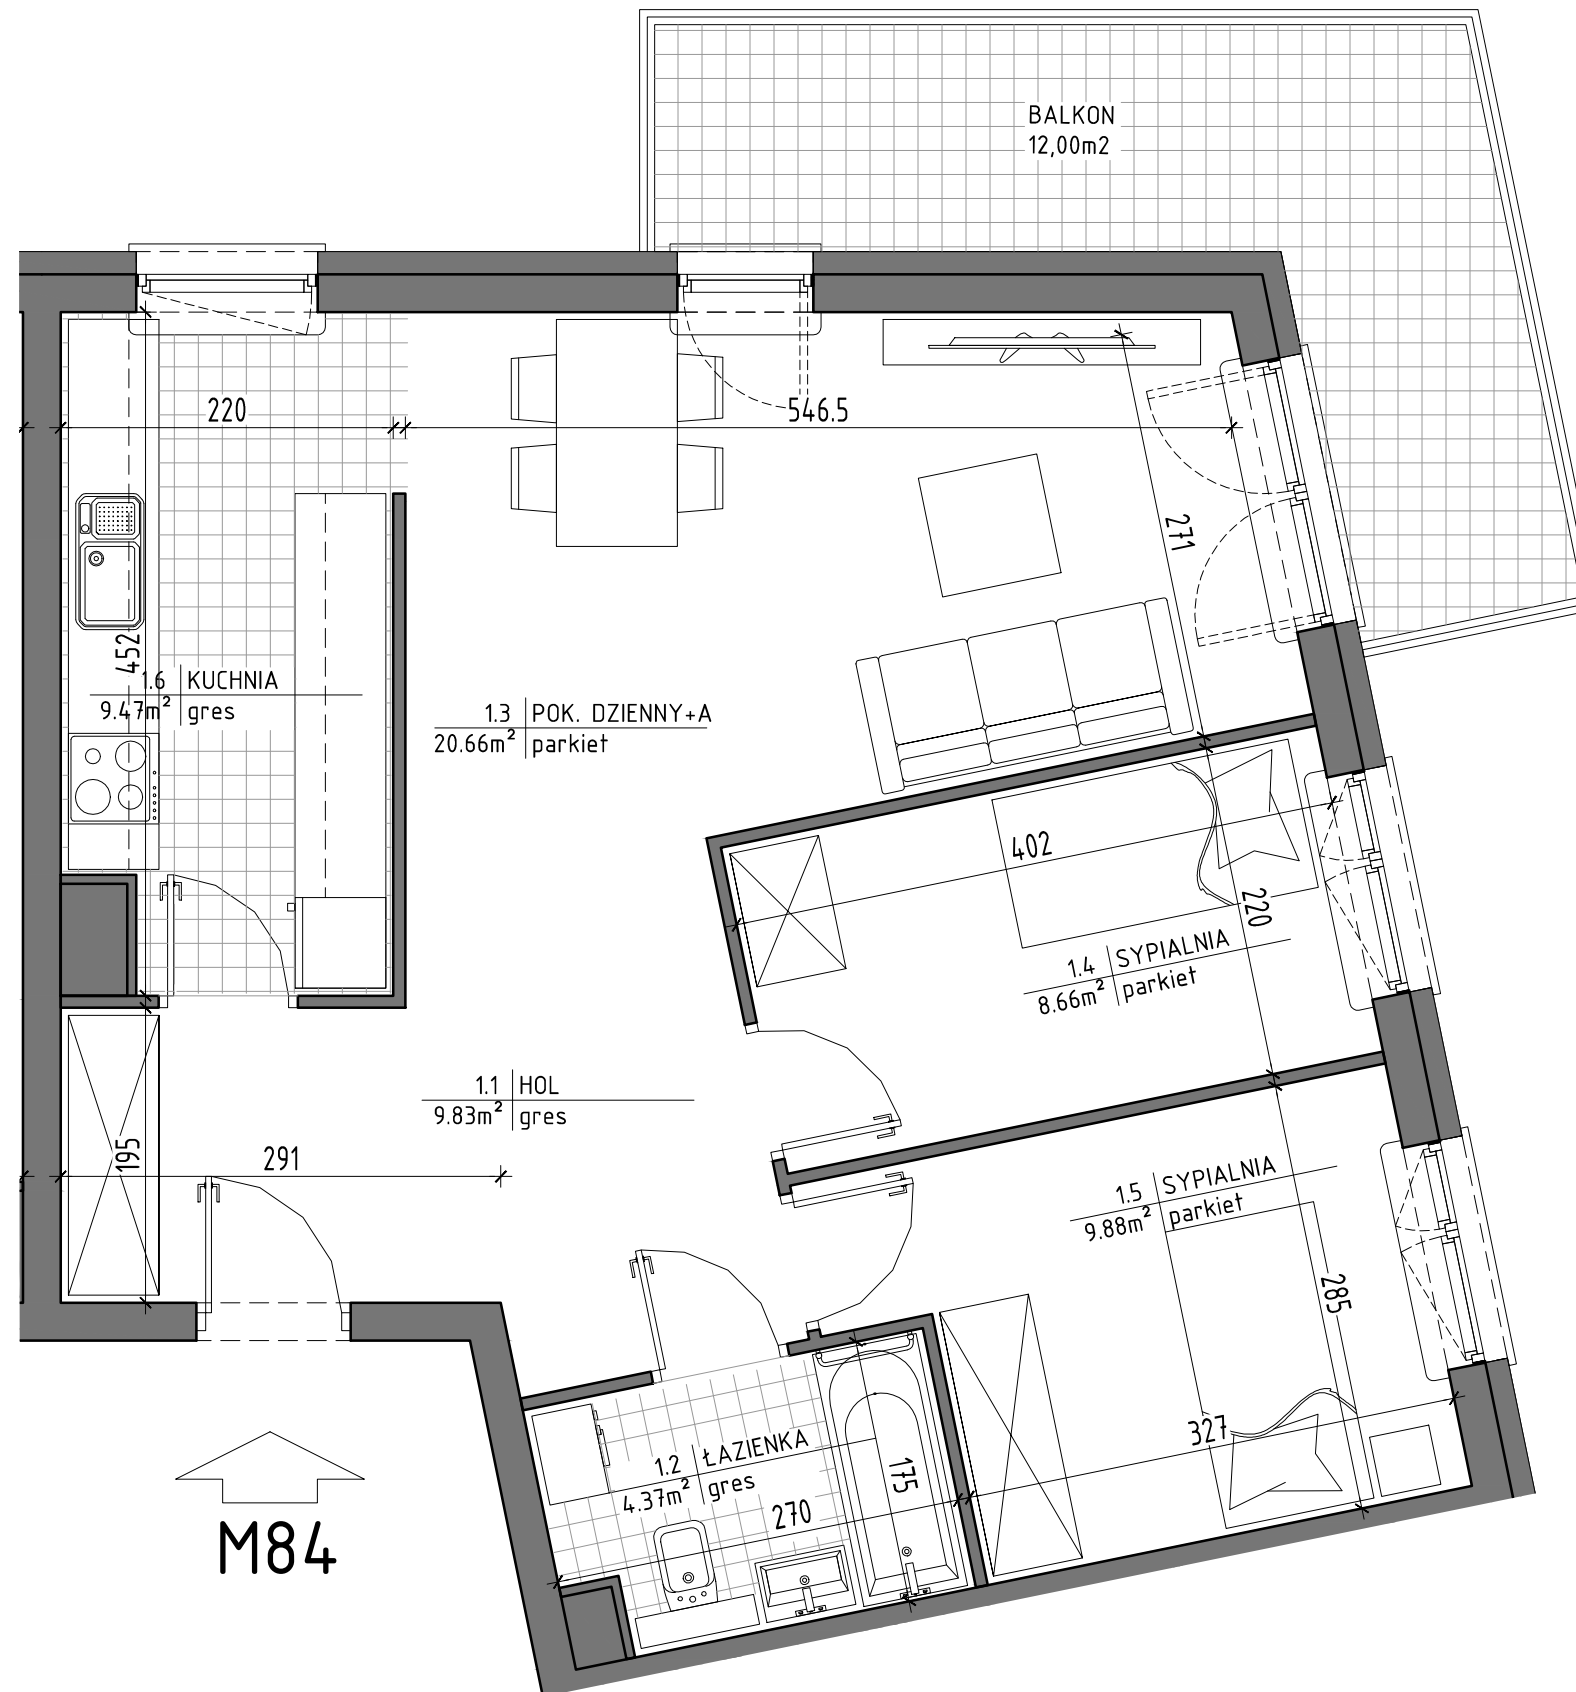 BALKON
12,00m2
220
546.5
271
452
1.6 KUCHNIA
9.47m² gres
1.3 POK. DZIENNY+A
20.66m² parkiet
402
220
1.4 SYPIALNIA
8.66m² parkiet
1.1 HOL
9.83m² gres
195
291
1.5 SYPIALNIA
9.88m² parkiet
285
327
1.2 ŁAZIENKA
4.37m² gres
175
270
M84